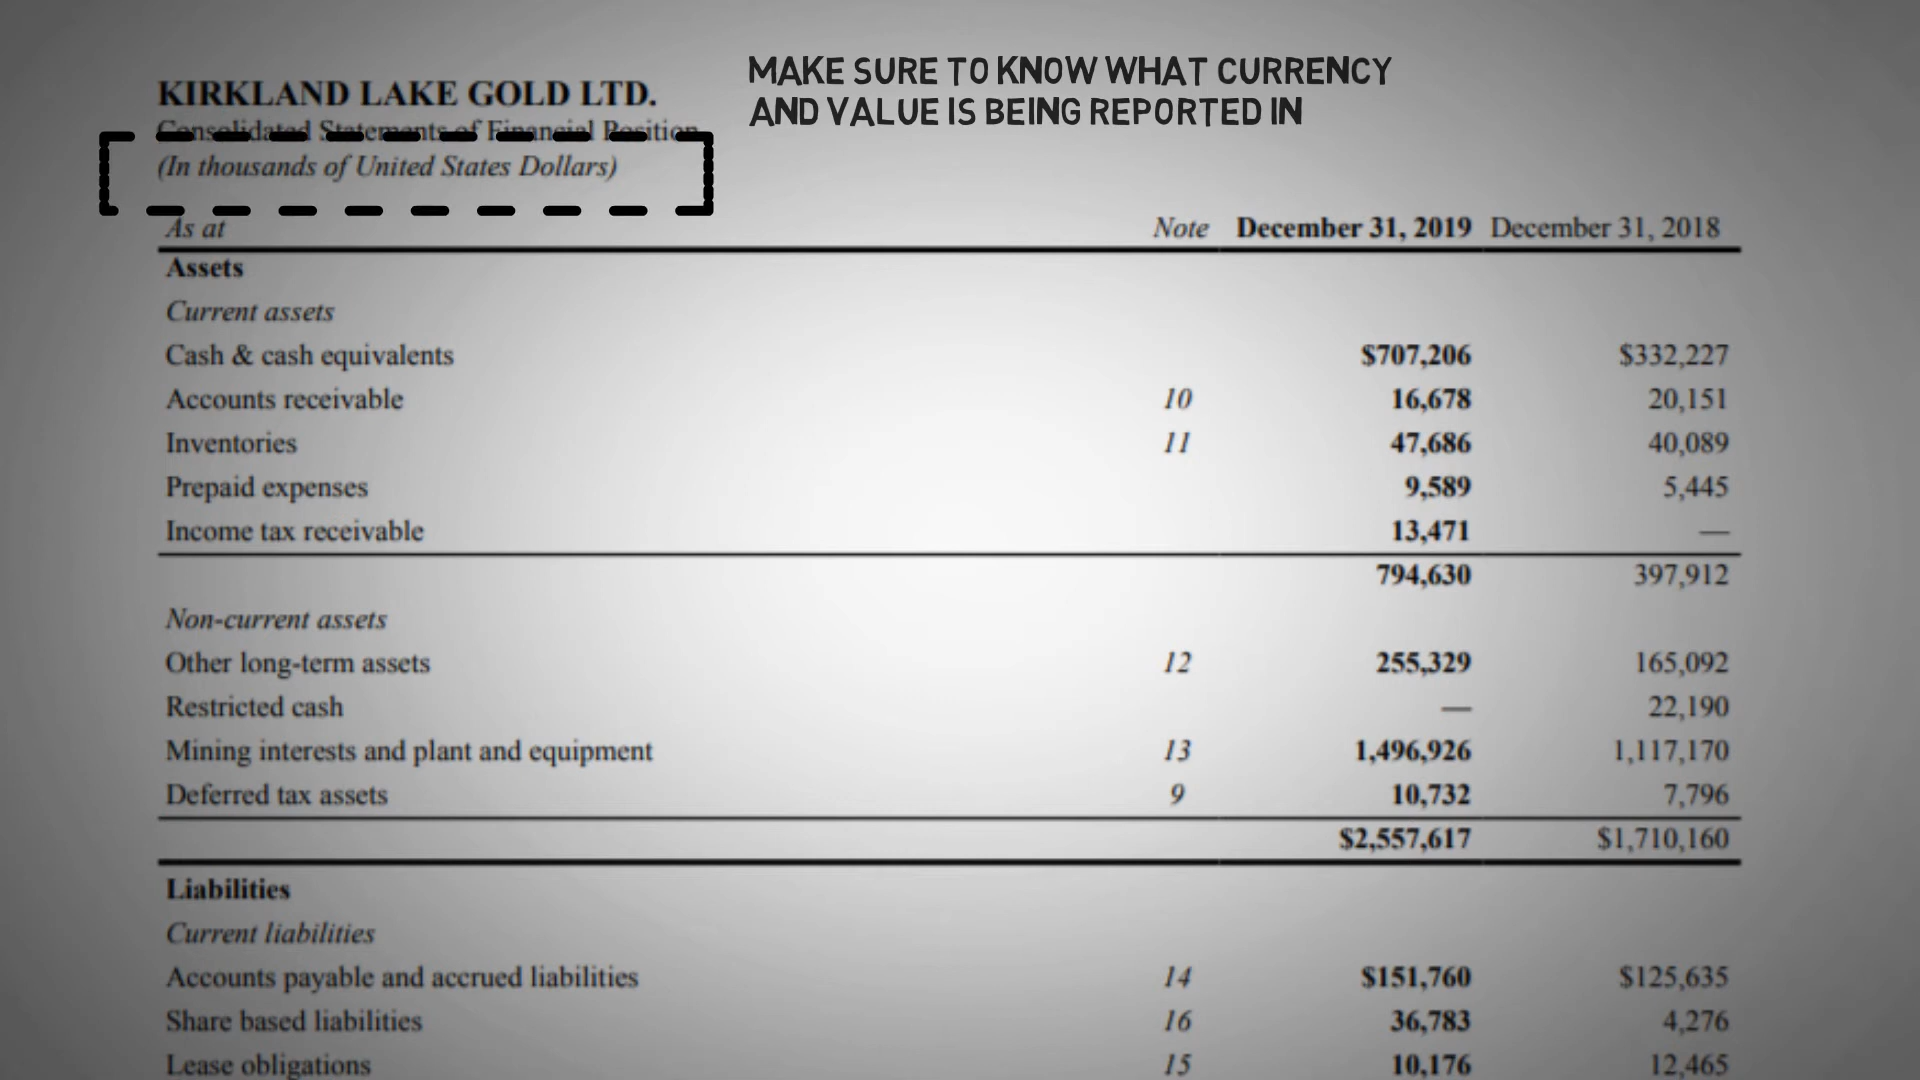 MAKE SURE TO KNOW WHAT CURRENCY
AND VALUE IS BEING REPORTED IN
KIRKLAND LAKE GOLD LTD.
Consolidated Statements of Financial Position
(In thousands of United States Dollars)
As at Note December 31, 2019 December 31, 2018
Assets
Current assets
Cash & cash equivalents $707,206 $332,227
Accounts receivable 10 16,678 20,151
Inventories 11 47,686 40,089
Prepaid expenses 9,589 5,445
Income tax receivable 13,471 —
794,630 397,912
Non-current assets
Other long-term assets 12 255,329 165,092
Restricted cash — 22,190
Mining interests and plant and equipment 13 1,496,926 1,117,170
Deferred tax assets 9 10,732 7,796
$2,557,617 $1,710,160
Liabilities
Current liabilities
Accounts payable and accrued liabilities 14 $151,760 $125,635
Share based liabilities 16 36,783 4,276
Lease obligations 15 10,176 12,465